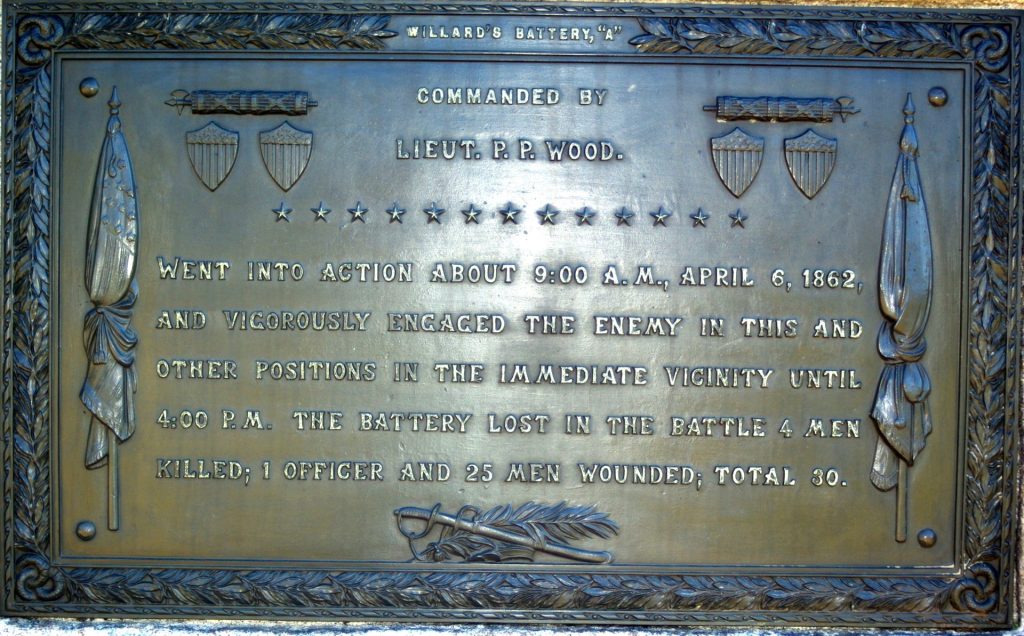 WILLARD'S BATTERY, "A"
COMMANDED BY
LIEUT. P. P. WOOD.
WENT INTO ACTION ABOUT 9:00 A. M., APRIL 6, 1862,
AND VIGOROUSLY ENGAGED THE ENEMY IN THIS AND
OTHER POSITIONS IN THE IMMEDIATE VICINITY UNTIL
4:00 P. M. THE BATTERY LOST IN THE BATTLE 4 MEN
KILLED; 1 OFFICER AND 25 MEN WOUNDED; TOTAL 30.